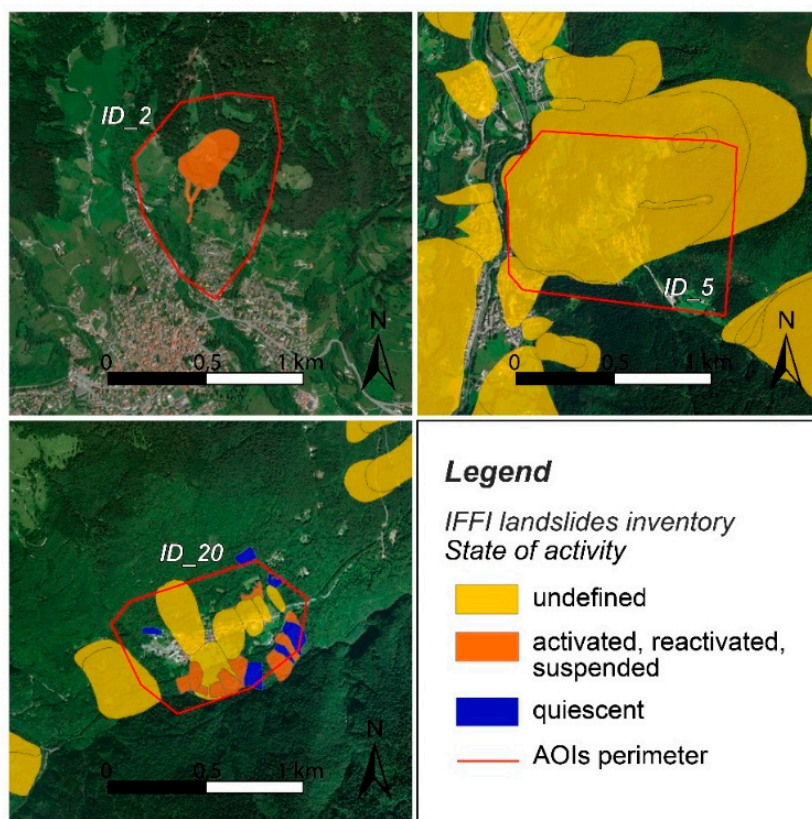 ID_2
N
0 0,5 1 km
ID_5
N
0 0,5 1 km
ID_20
N
0 0,5 1 km
Legend
IFFI landslides inventory
State of activity
undefined
activated, reactivated,
suspended
quiescent
AOIs perimeter